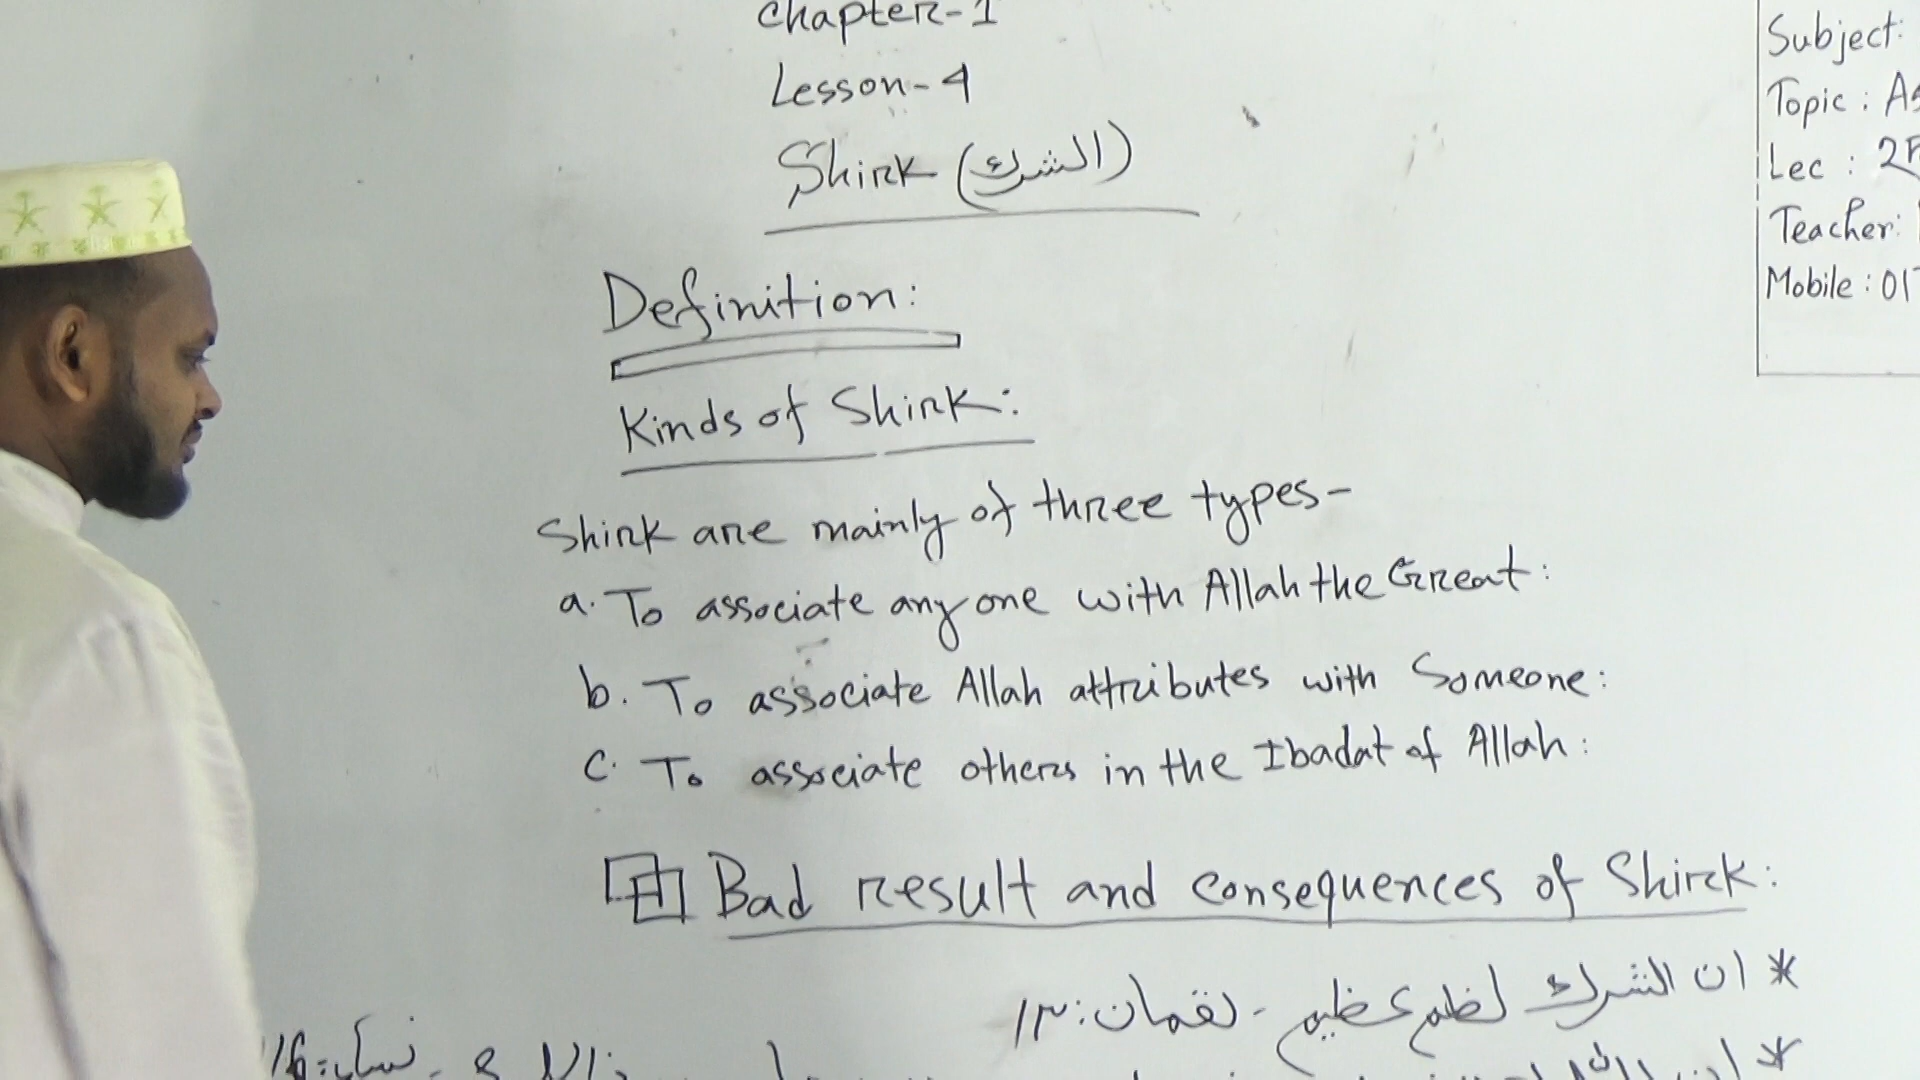 Chapter-1
Lesson-4
Shirk (الشرك)
Definition:
Kinds of Shirk:
Shirk are mainly of three types-
a. To associate any one with Allah the Great:
b. To associate Allah attributes with Someone:
c. To associate others in the Ibadat of Allah:
Bad result and consequences of Shirk:
* ان الشرك لظلم عظيم - لقمان: ١٣
Subject:
Topic :
Lec :
Teacher:
Mobile : 017